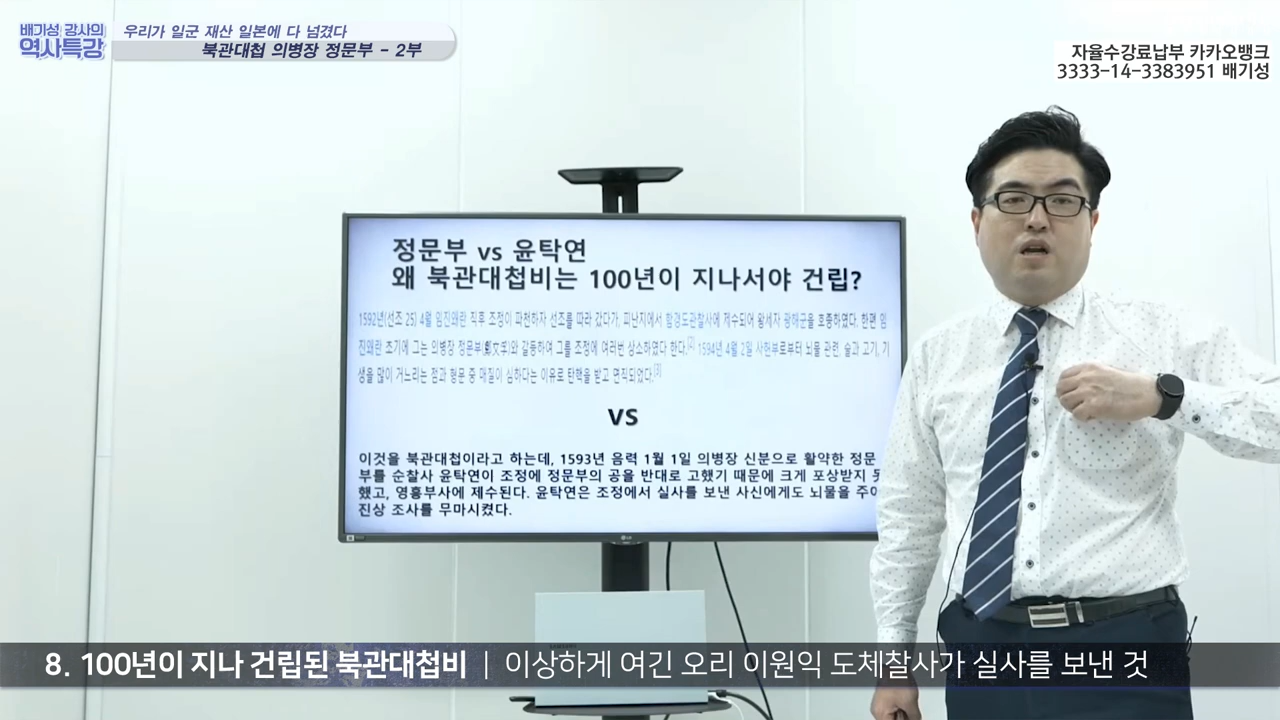 배기성 강사의
역사특강
우리가 일군 재산 일본에 다 넘겼다
북관대첩 의병장 정문부 - 2부
자율수강료납부 카카오뱅크
3333-14-3383951 배기성
정문부 vs 윤탁연
왜 북관대첩비는 100년이 지나서야 건립?
1592년(선조 25) 4월 임진왜란 직후 조정이 파천하자 선조를 따라 갔다가, 피난지에서 함경도관찰사에 제수되어 왕세자 광해군을 호종하였다. 한편 임
진왜란 초기에 그는 의병장 정문부(鄭文孚)와 갈등하여 그를 조정에 여러번 상소하였다 한다.[2] 1594년 4월 2일 사헌부로부터 뇌물 관련, 술과 고기, 기
생을 많이 거느리는 점과 형문 중 매질이 심하다는 이유로 탄핵을 받고 면직되었다.[3]
vs
이것을 북관대첩이라고 하는데, 1593년 음력 1월 1일 의병장 신분으로 활약한 정문
부를 순찰사 윤탁연이 조정에 정문부의 공을 반대로 고했기 때문에 크게 포상받지 못
했고, 영흥부사에 제수된다. 윤탁연은 조정에서 실사를 보낸 사신에게도 뇌물을 주어
진상 조사를 무마시켰다.
LG
8. 100년이 지나 건립된 북관대첩비 | 이상하게 여긴 오리 이원익 도체찰사가 실사를 보낸 것